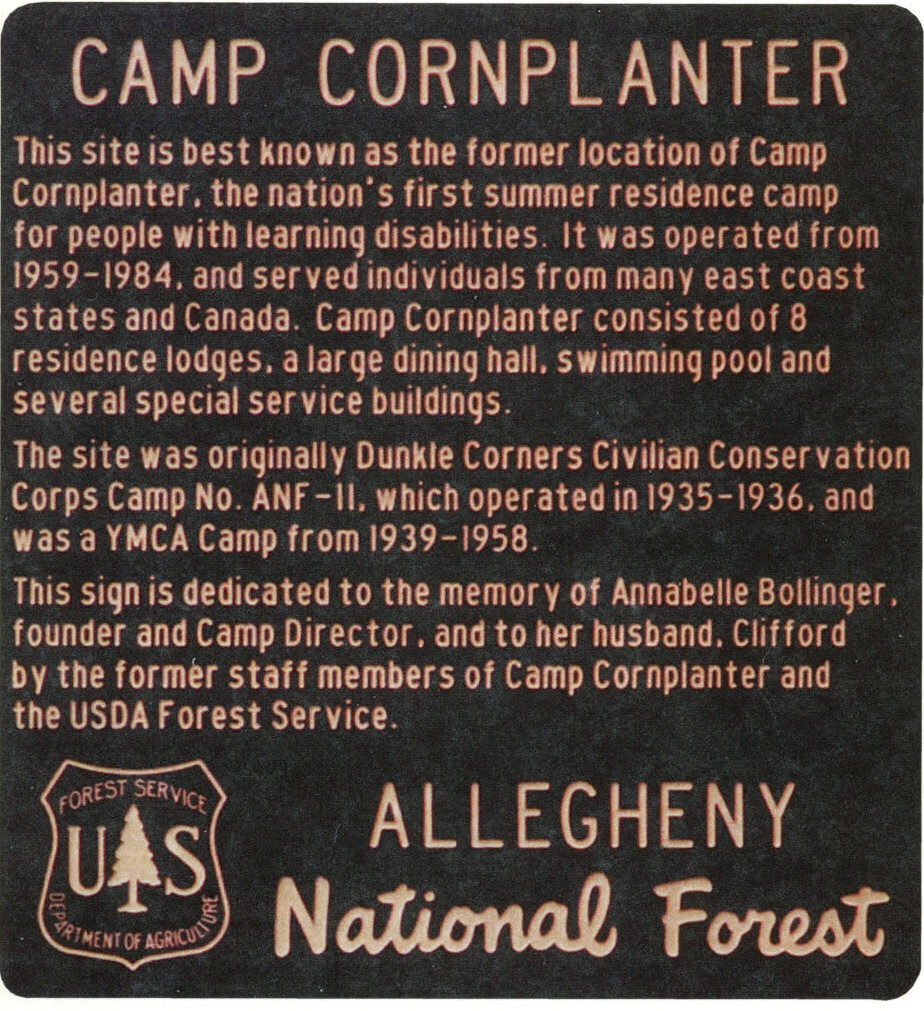 CAMP CORNPLANTER
This site is best known as the former location of Camp
Cornplanter, the nation's first summer residence camp
for people with learning disabilities. It was operated from
1959-1984, and served individuals from many east coast
states and Canada. Camp Cornplanter consisted of 8
residence lodges, a large dining hall, swimming pool and
several special service buildings.
The site was originally Dunkle Corners Civilian Conservation
Corps Camp No. ANF-11, which operated in 1935-1936, and
was a YMCA Camp from 1939-1958.
This sign is dedicated to the memory of Annabelle Bollinger,
founder and Camp Director, and to her husband, Clifford
by the former staff members of Camp Cornplanter and
the USDA Forest Service.
FOREST SERVICE
U S
DEPARTMENT OF AGRICULTURE
ALLEGHENY
National Forest